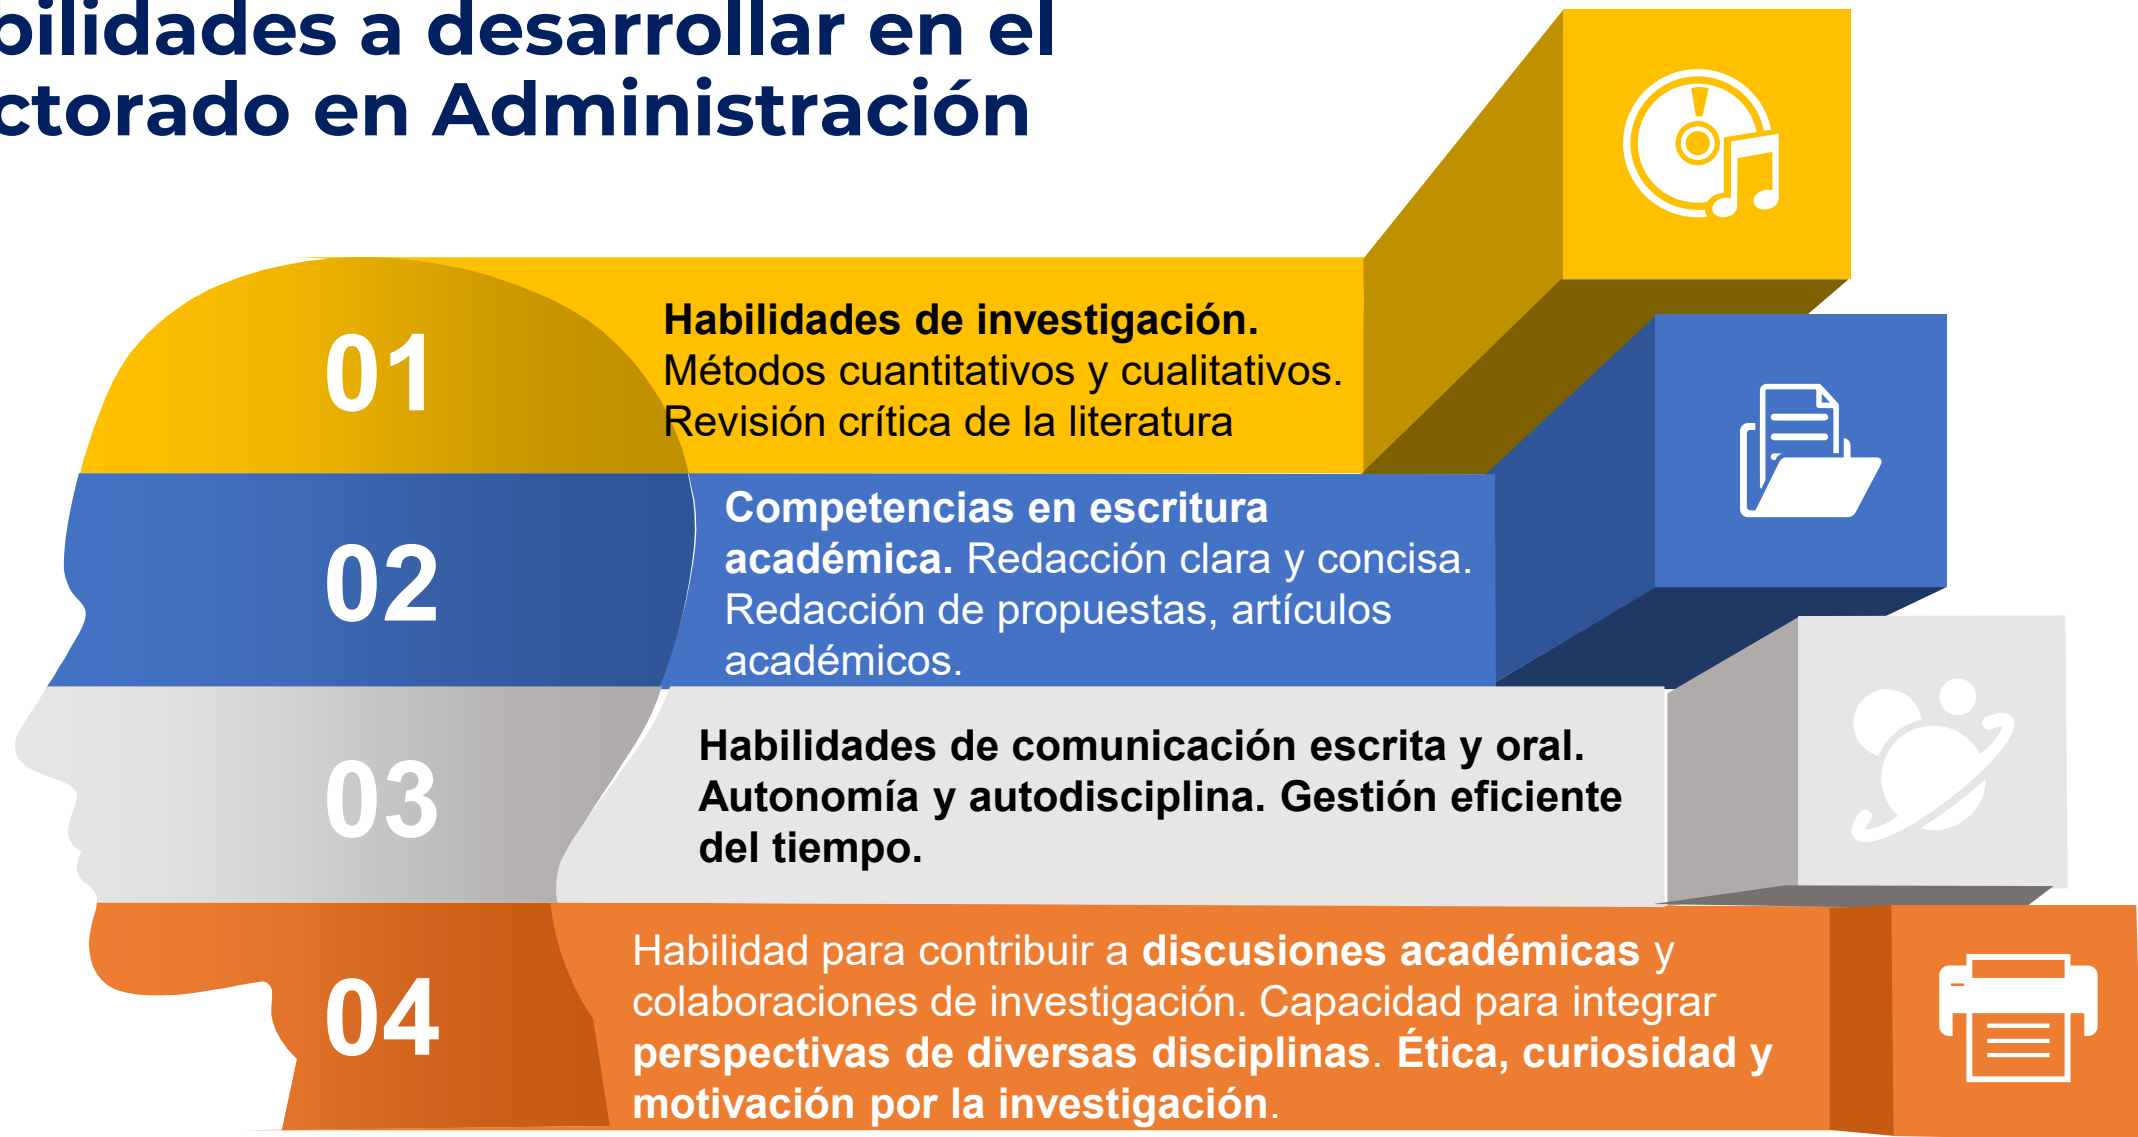 bilidades a desarrollar en el
ctorado en Administración
01
Habilidades de investigación.
Métodos cuantitativos y cualitativos.
Revisión crítica de la literatura
02
Competencias en escritura
académica. Redacción clara y concisa.
Redacción de propuestas, artículos
académicos.
03
Habilidades de comunicación escrita y oral.
Autonomía y autodisciplina. Gestión eficiente
del tiempo.
04
Habilidad para contribuir a discusiones académicas y
colaboraciones de investigación. Capacidad para integrar
perspectivas de diversas disciplinas. Ética, curiosidad y
motivación por la investigación.